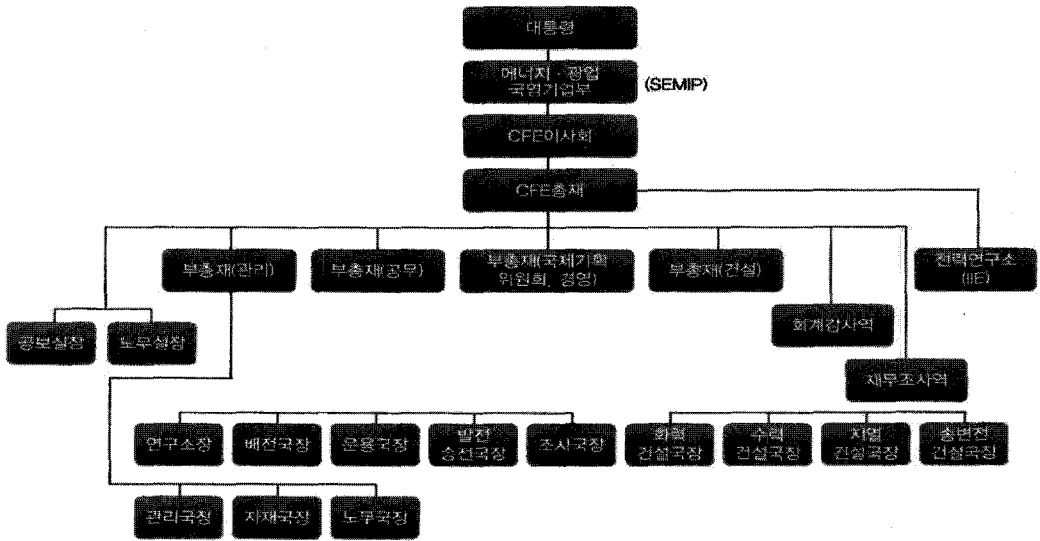 대통령
에너지·광업
국영기업부
(SEMIP)
CFE이사회
CFE총재
부총재(관리)
부총재(공무)
부총재(국제기획
위원회, 경영)
부총재(건설)
전력연구소
(IIE)
공보실장
노무실장
회계감사역
재무조사역
연구소장
배전국장
운용국장
발전
송전국장
조사국장
화력
건설국장
수력
건설국장
지열
건설국장
송변전
건설국장
관리국장
자재국장
노무국장